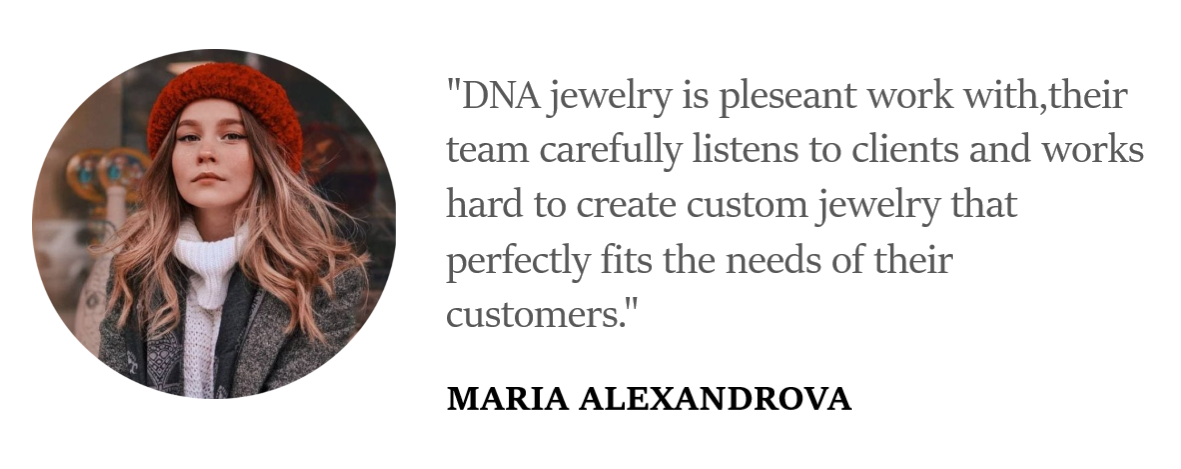 "DNA jewelry is pleseant work with,their
team carefully listens to clients and works
hard to create custom jewelry that
perfectly fits the needs of their
customers."
MARIA ALEXANDROVA